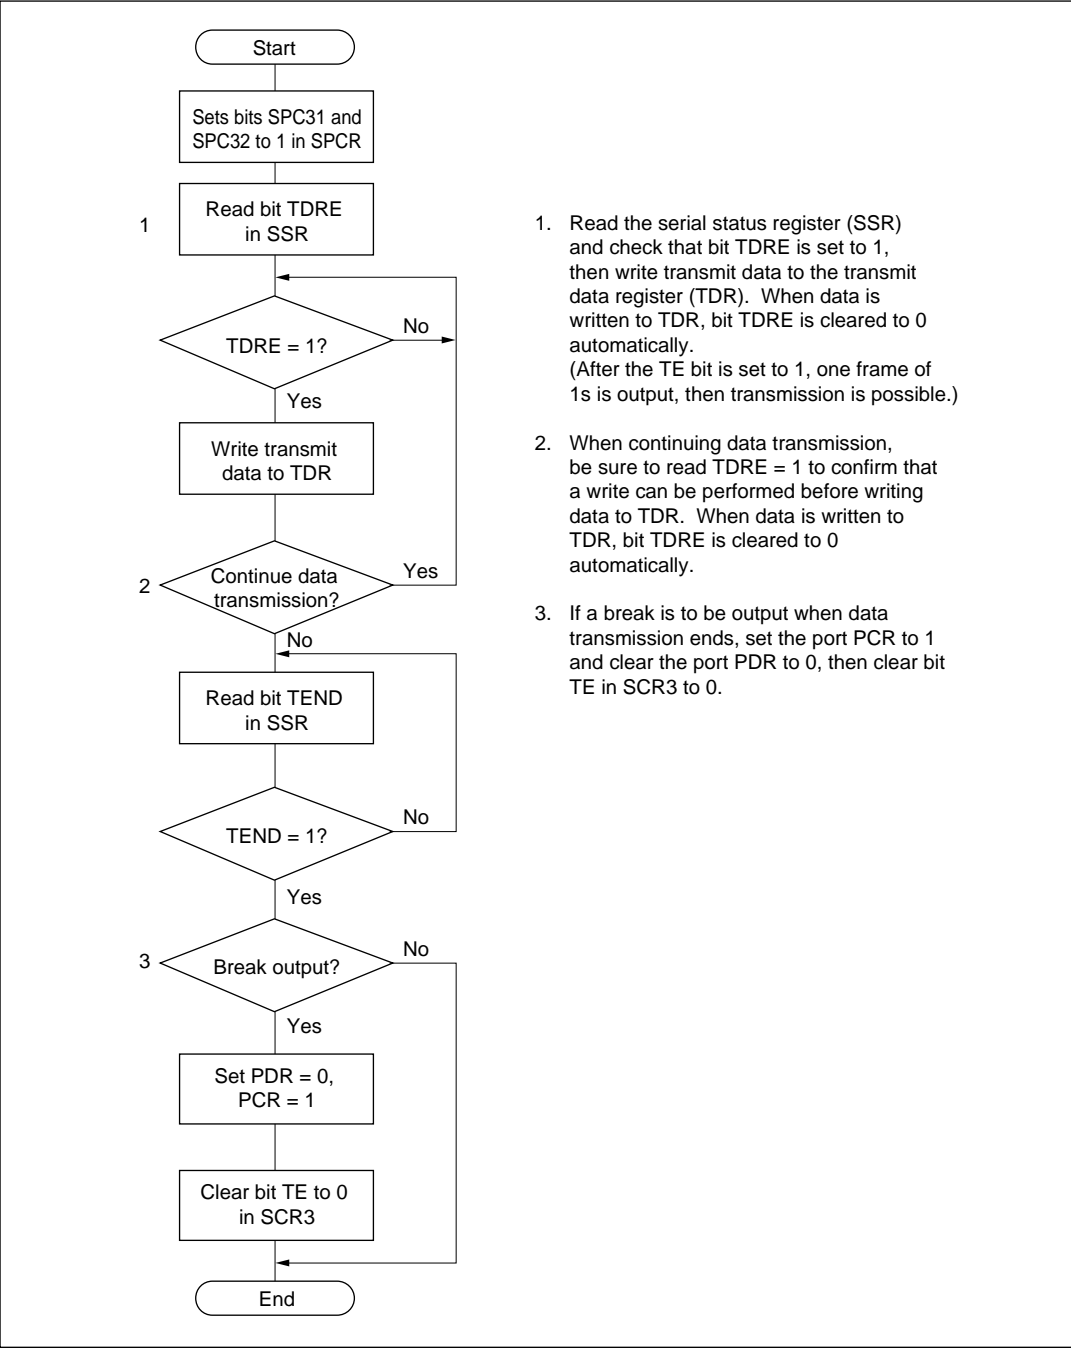 Start
Sets bits SPC31 and
SPC32 to 1 in SPCR
1
Read bit TDRE
in SSR
TDRE = 1?
No
Yes
Write transmit
data to TDR
2
Continue data
transmission?
Yes
No
Read bit TEND
in SSR
TEND = 1?
No
Yes
3
Break output?
No
Yes
Set PDR = 0,
PCR = 1
Clear bit TE to 0
in SCR3
End
1. Read the serial status register (SSR)
and check that bit TDRE is set to 1,
then write transmit data to the transmit
data register (TDR). When data is
written to TDR, bit TDRE is cleared to 0
automatically.
(After the TE bit is set to 1, one frame of
1s is output, then transmission is possible.)
2. When continuing data transmission,
be sure to read TDRE = 1 to confirm that
a write can be performed before writing
data to TDR. When data is written to
TDR, bit TDRE is cleared to 0
automatically.
3. If a break is to be output when data
transmission ends, set the port PCR to 1
and clear the port PDR to 0, then clear bit
TE in SCR3 to 0.